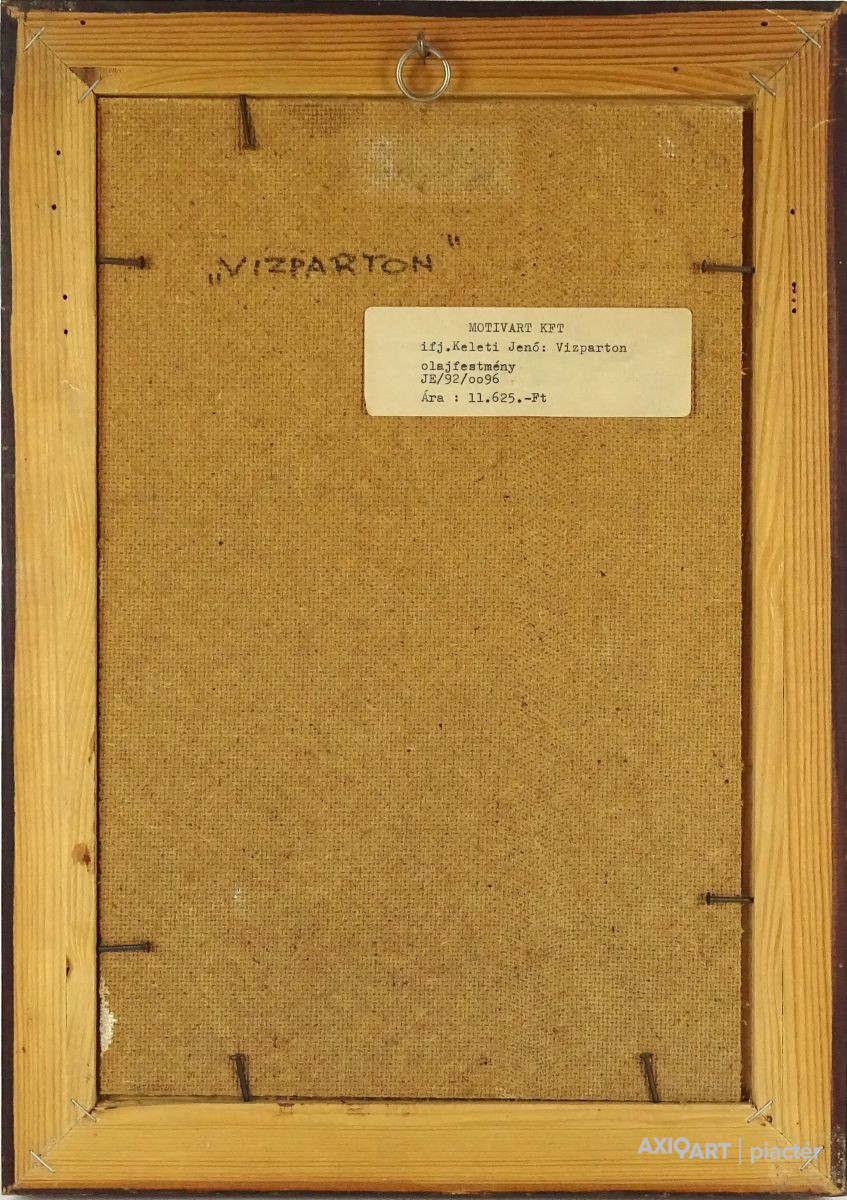 „VIZPARTON"
MOTIVART KFT
ifj.Keleti Jenő: Vizparton
olajfestmény
JE/92/oo96
Ára : 11.625.-Ft
AXIOART | piactér